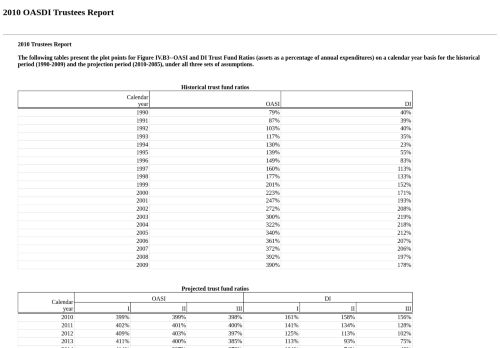 2010 OASDI Trustees Report
2010 Trustees Report
The following tables present the plot points for Figure IV.B3--OASI and DI Trust Fund Ratios (assets as a percentage of annual expenditures) on a calendar year basis for the historical
period (1990-2009) and the projection period (2010-2085), under all three sets of assumptions.
Historical trust fund ratios
Calendar
year OASI DI
1990 79% 40%
1991 87% 39%
1992 103% 40%
1993 117% 35%
1994 130% 23%
1995 139% 55%
1996 149% 83%
1997 160% 113%
1998 177% 133%
1999 201% 152%
2000 223% 171%
2001 247% 193%
2002 272% 208%
2003 300% 219%
2004 322% 218%
2005 340% 212%
2006 361% 207%
2007 372% 206%
2008 392% 197%
2009 390% 178%
Projected trust fund ratios
Calendar OASI DI
year I II III I II III
2010 399% 399% 398% 161% 158% 156%
2011 402% 401% 400% 141% 134% 128%
2012 409% 403% 397% 125% 113% 102%
2013 411% 400% 385% 113% 93% 75%